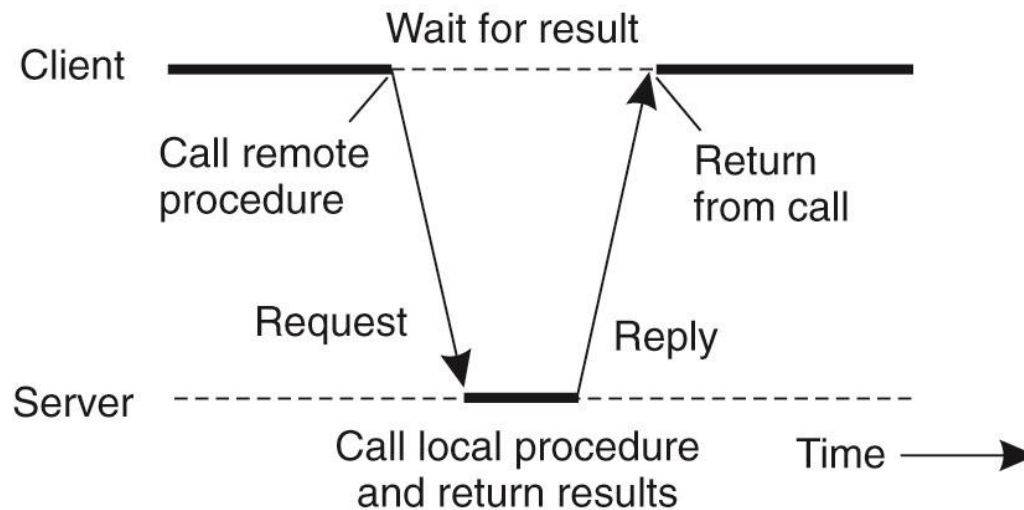 Wait for result
Client
Call remote
procedure
Return
from call
Request
Reply
Server
Call local procedure
and return results
Time